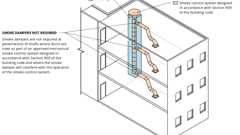 smoke control system designed
in accordance with Section 909
of the building code
SMOKE DAMPERS NOT REQUIRED
Smoke dampers are not required at
penetrations of shafts where ducts are
used as part of an approved mechanical
smoke control system designed in
accordance with Section 909 of the
building code and where the smoke
damper will interfere with the operation
of the smoke control system.